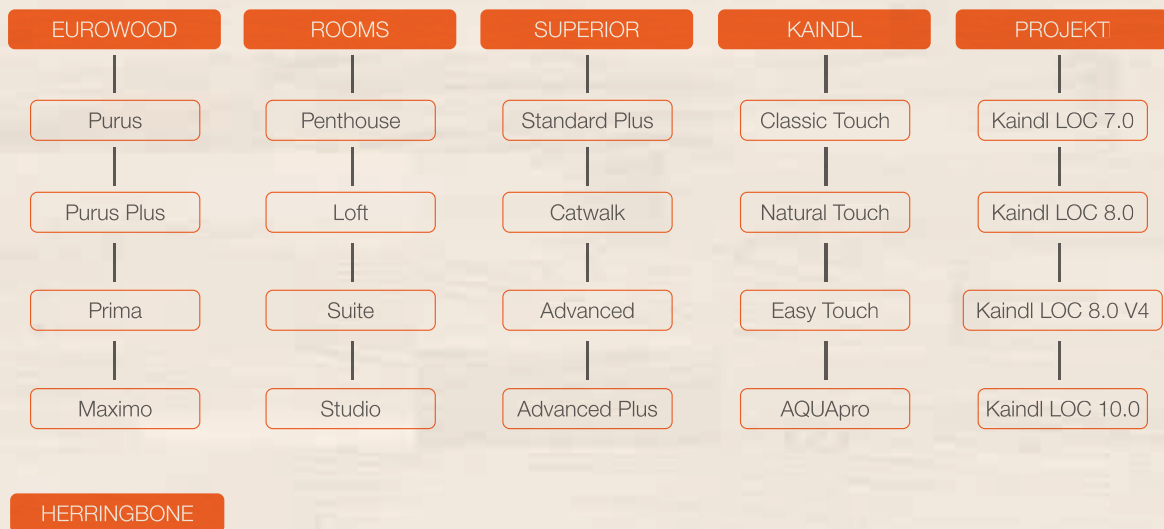 EUROWOOD
ROOMS
SUPERIOR
KAINDL
PROJEKTI
Purus
Penthouse
Standard Plus
Classic Touch
Kaindl LOC 7.0
Purus Plus
Loft
Catwalk
Natural Touch
Kaindl LOC 8.0
Prima
Suite
Advanced
Easy Touch
Kaindl LOC 8.0 V4
Maximo
Studio
Advanced Plus
AQUApro
Kaindl LOC 10.0
HERRINGBONE